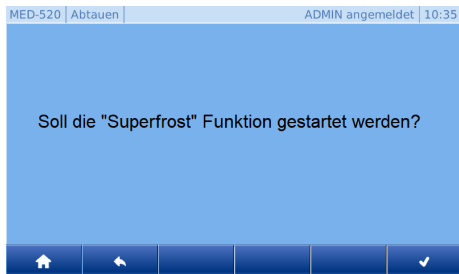 MED-520 Abtauen ADMIN angemeldet 10:35
Soll die "Superfrost" Funktion gestartet werden?